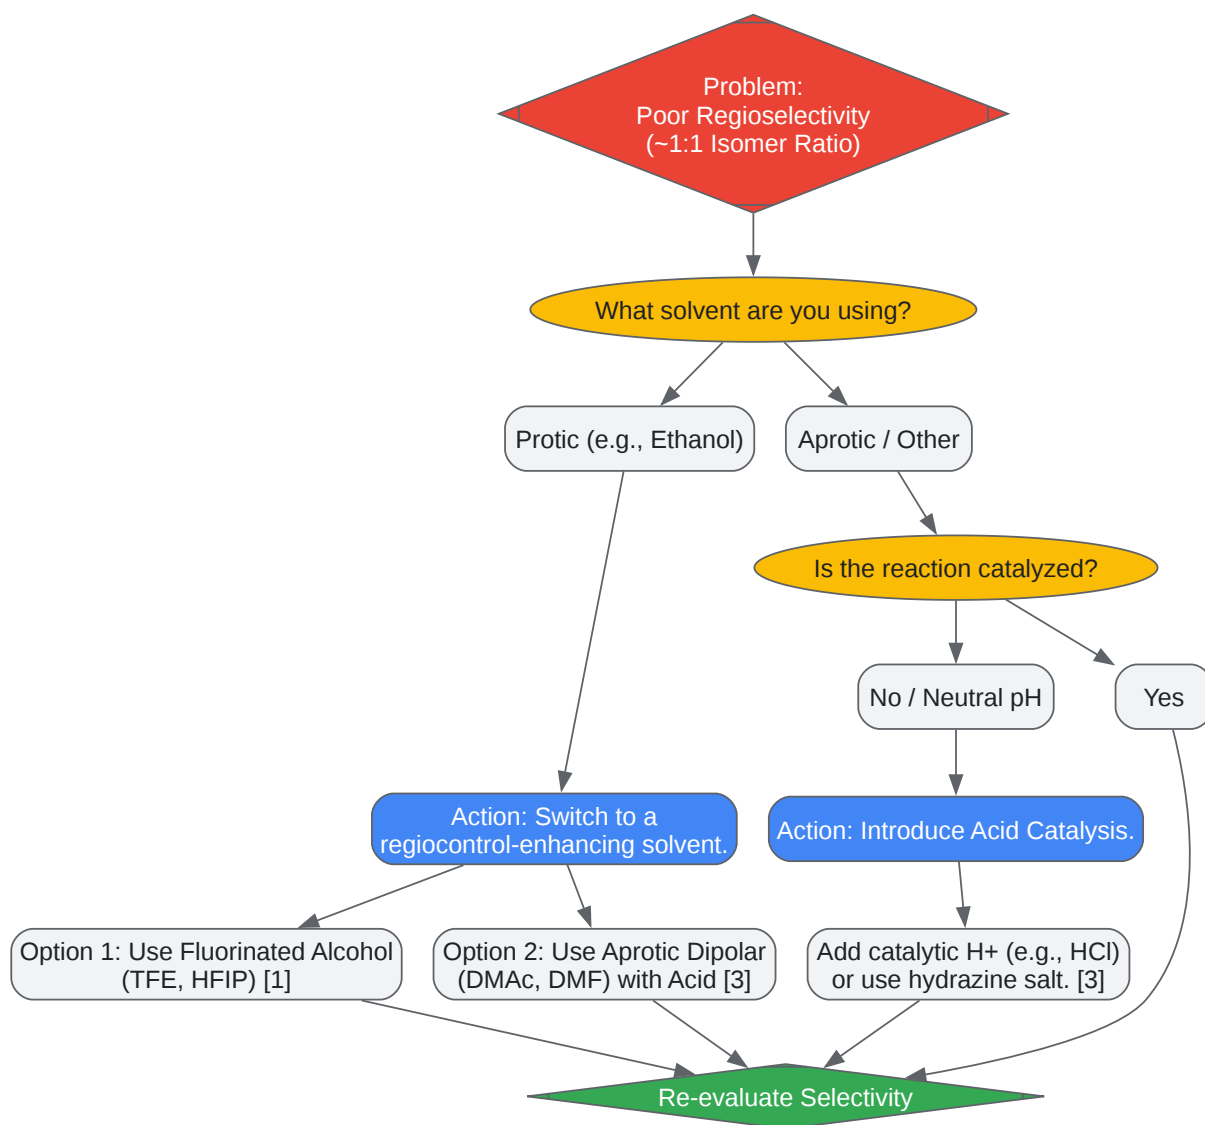 Problem:
Poor Regioselectivity
(~1:1 Isomer Ratio)
What solvent are you using?
Protic (e.g., Ethanol)
Aprotic / Other
Is the reaction catalyzed?
No / Neutral pH
Yes
Action: Switch to a
regiocontrol-enhancing solvent.
Action: Introduce Acid Catalysis.
Option 1: Use Fluorinated Alcohol
(TFE, HFIP) [1]
Option 2: Use Aprotic Dipolar
(DMAc, DMF) with Acid [3]
Add catalytic H+ (e.g., HCl)
or use hydrazine salt. [3]
Re-evaluate Selectivity